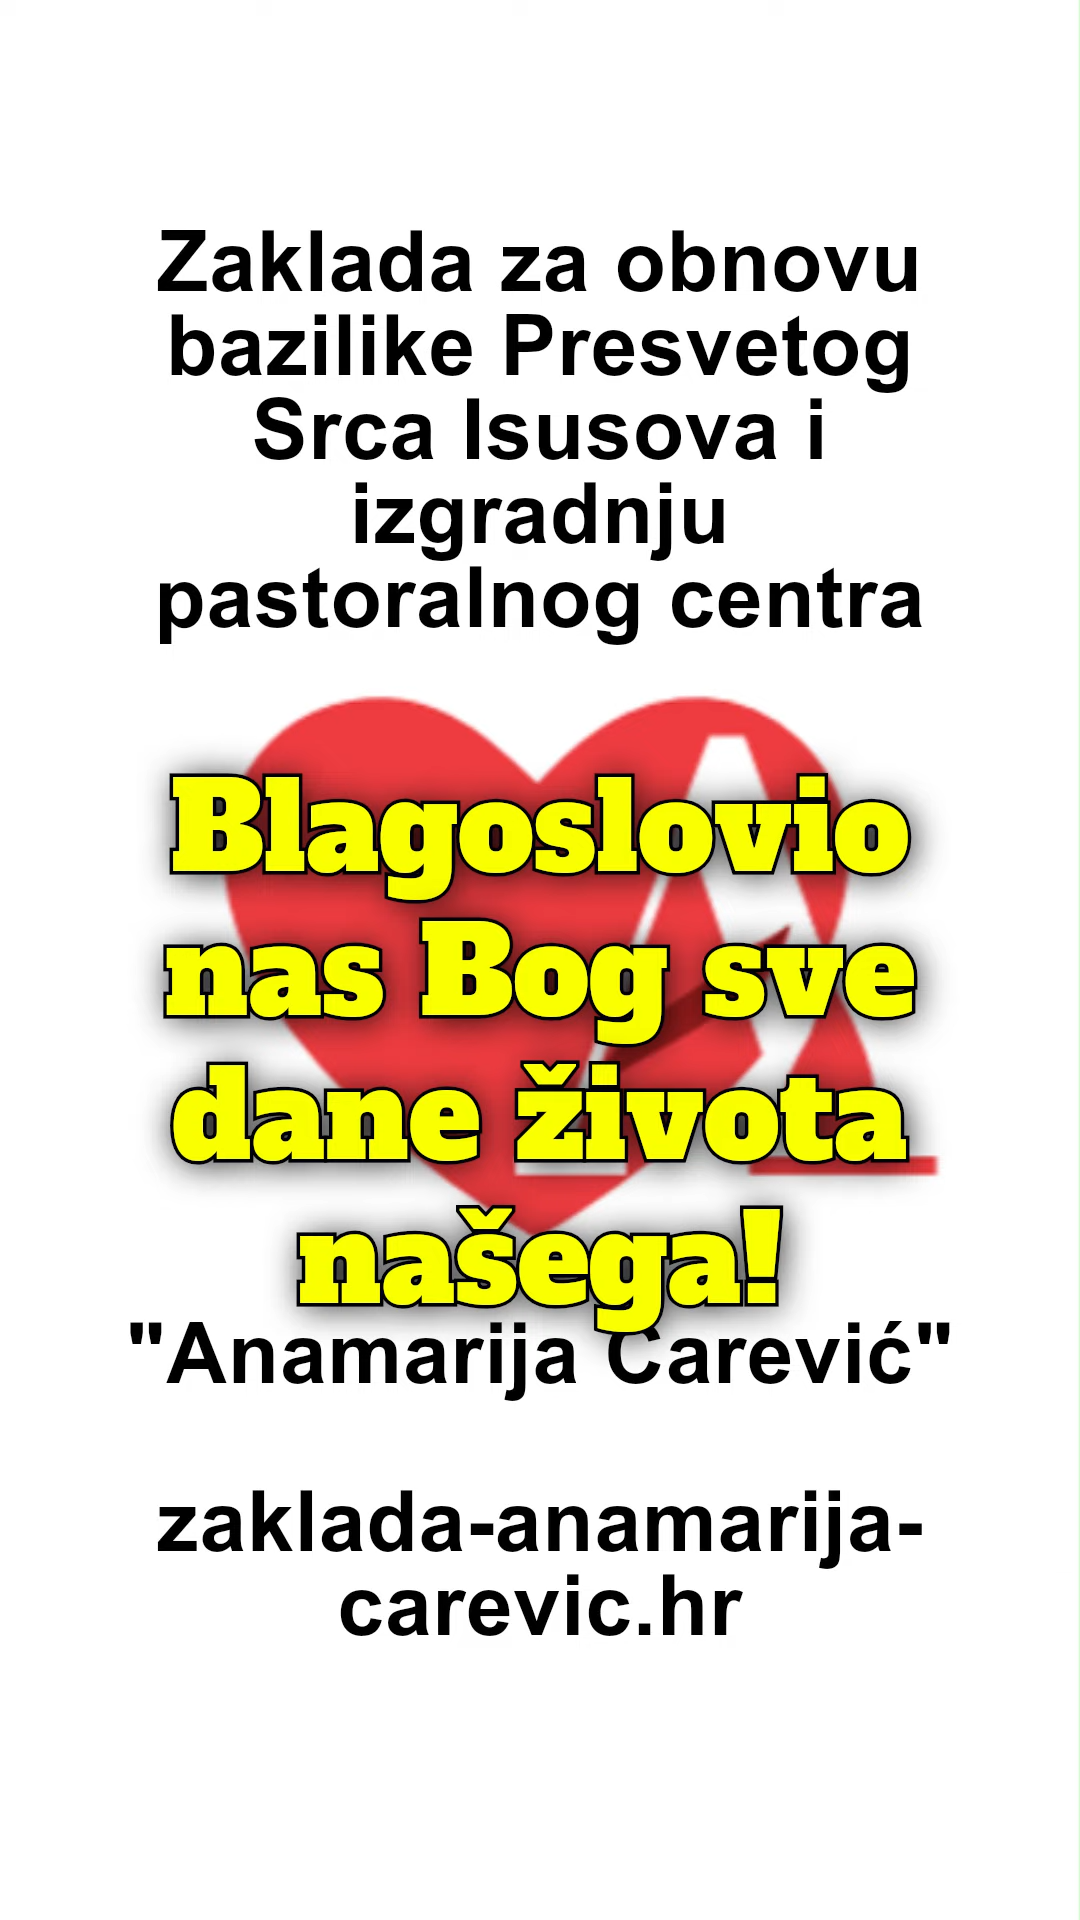 Zaklada za obnovu
bazilike Presvetog
Srca Isusova i
izgradnju
pastoralnog centra
Blagoslovio
nas Bog sve
dane života
našega!
"Anamarija Carević"
zaklada-anamarija-
carevic.hr